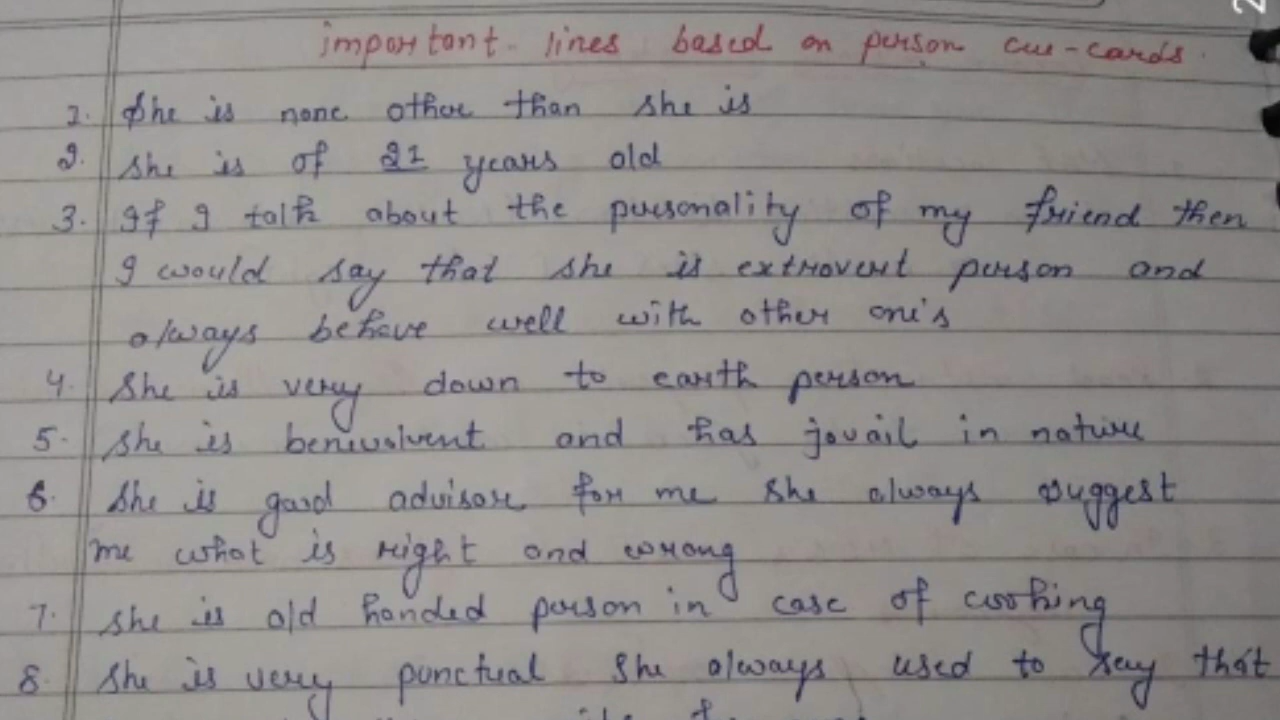 important lines based on person cue-cards.
1. She is none other than she is
2. she is of 21 years old
3. If I talk about the personality of my friend then
I would say that she is extrovert person and
always behave well with other one's
4. She is very down to earth person
5. she is benevolvent and has jovail in nature
6. she is good advisor for me she always suggest
me what is right and wrong
7. she is old handed person in case of cooking
8. she is very punctual she always used to say that